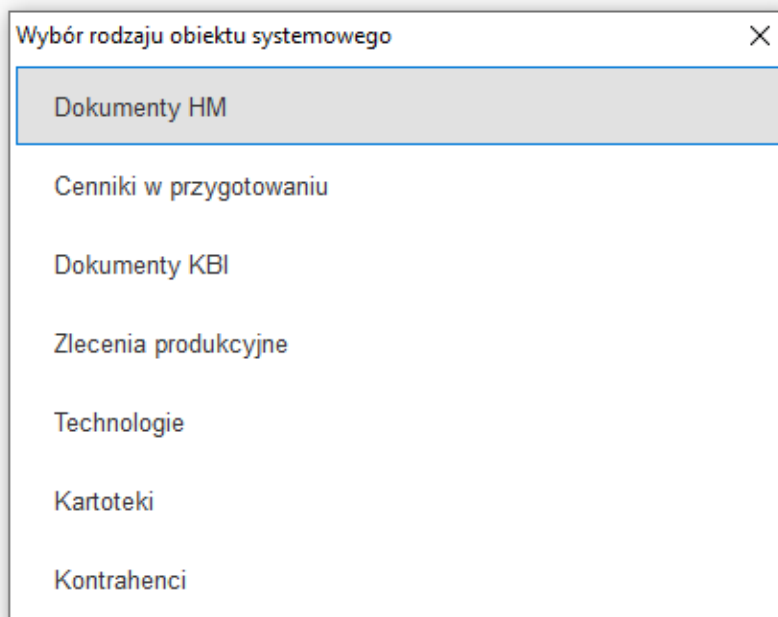 Wybór rodzaju obiektu systemowego
Dokumenty HM
Cenniki w przygotowaniu
Dokumenty KBI
Zlecenia produkcyjne
Technologie
Kartoteki
Kontrahenci